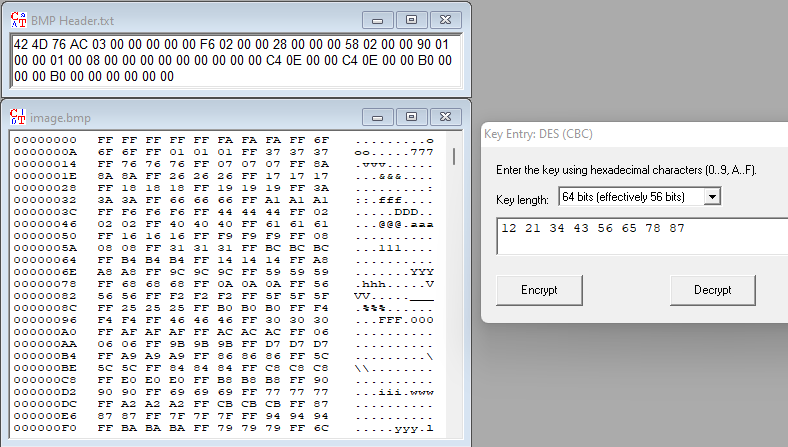 BMP Header.txt
42 4D 76 AC 03 00 00 00 00 00 F6 02 00 00 28 00 00 00 58 02 00 00 90 01
00 00 01 00 08 00 00 00 00 00 00 00 00 00 C4 0E 00 00 C4 0E 00 00 B0 00
00 00 B0 00 00 00 00 00 00
image.bmp
00000000 FF FF FF FF FF FA FA FA FF 6F .........o
0000000A 6F 6F FF 01 01 01 FF 37 37 37 oo.....777
00000014 FF 76 76 76 FF 07 07 07 FF 8A .vvv......
0000001E 8A 8A FF 26 26 26 FF 17 17 17 ...&&&....
00000028 FF 18 18 18 FF 19 19 19 FF 3A .........:
00000032 3A 3A FF 66 66 66 FF A1 A1 A1 ::.fff....
0000003C FF F6 F6 F6 FF 44 44 44 FF 02 .....DDD..
00000046 02 02 FF 40 40 40 FF 61 61 61 ...@@@.aaa
00000050 FF 16 16 16 FF F9 F9 F9 FF 08 ..........
0000005A 08 08 FF 31 31 31 FF BC BC BC ...111....
00000064 FF B4 B4 B4 FF 14 14 14 FF A8 ..........
0000006E A8 A8 FF 9C 9C 9C FF 59 59 59 .......YYY
00000078 FF 68 68 68 FF 0A 0A 0A FF 56 .hhh.....V
00000082 56 56 FF F2 F2 F2 FF 5F 5F 5F VV.....___
0000008C FF 25 25 25 FF B0 B0 B0 FF F4 .%%%......
00000096 F4 F4 FF 46 46 46 FF 30 30 30 ...FFF.000
000000A0 FF AF AF AF FF AC AC AC FF 06 ..........
000000AA 06 06 FF 9B 9B 9B FF D7 D7 D7 ..........
000000B4 FF A9 A9 A9 FF 86 86 86 FF 5C .........\
000000BE 5C 5C FF 84 84 84 FF C8 C8 C8 \\........
000000C8 FF E0 E0 E0 FF B8 B8 B8 FF 90 ..........
000000D2 90 90 FF 69 69 69 FF 77 77 77 ...iii.www
000000DC FF A2 A2 A2 FF CB CB CB FF 87 ..........
000000E6 87 87 FF 7F 7F 7F FF 94 94 94 ..........
000000F0 FF BA BA BA FF 79 79 79 FF 6C .....yyy.l
Key Entry: DES (CBC)
Enter the key using hexadecimal characters (0..9, A..F).
Key length: 64 bits (effectively 56 bits)
12 21 34 43 56 65 78 87
Encrypt Decrypt